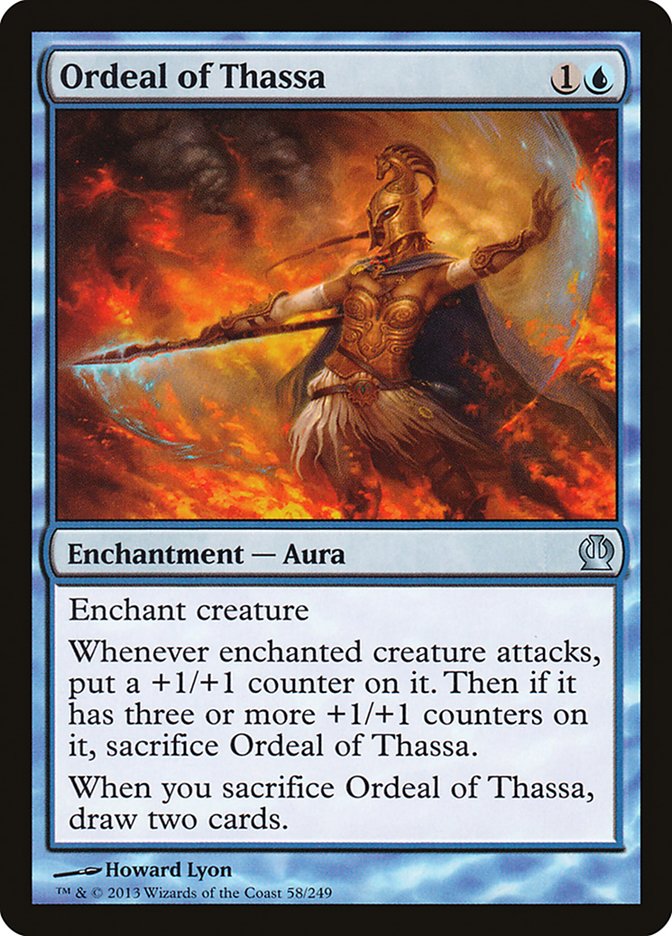 Ordeal of Thassa 1
Enchantment — Aura
Enchant creature
Whenever enchanted creature attacks,
put a +1/+1 counter on it. Then if it
has three or more +1/+1 counters on
it, sacrifice Ordeal of Thassa.
When you sacrifice Ordeal of Thassa,
draw two cards.
Howard Lyon
™ & © 2013 Wizards of the Coast 58/249